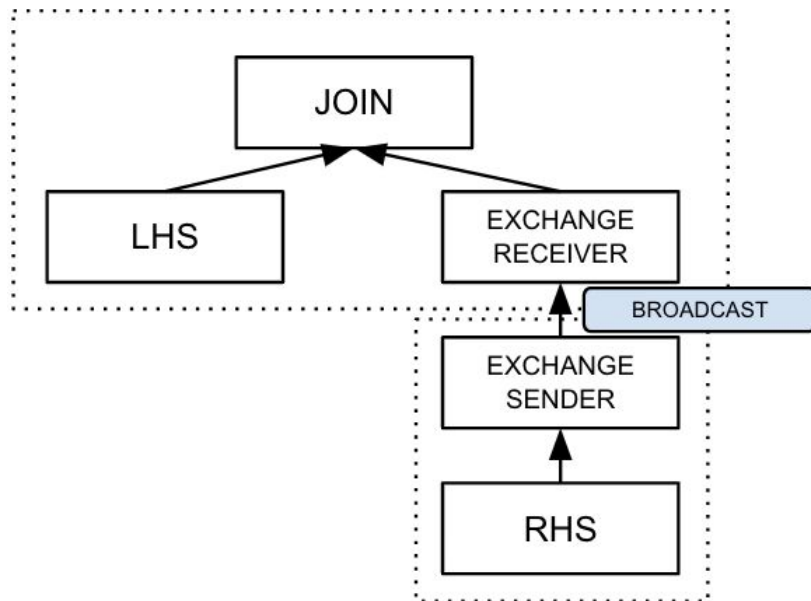 JOIN
LHS
EXCHANGE
RECEIVER
BROADCAST
EXCHANGE
SENDER
RHS